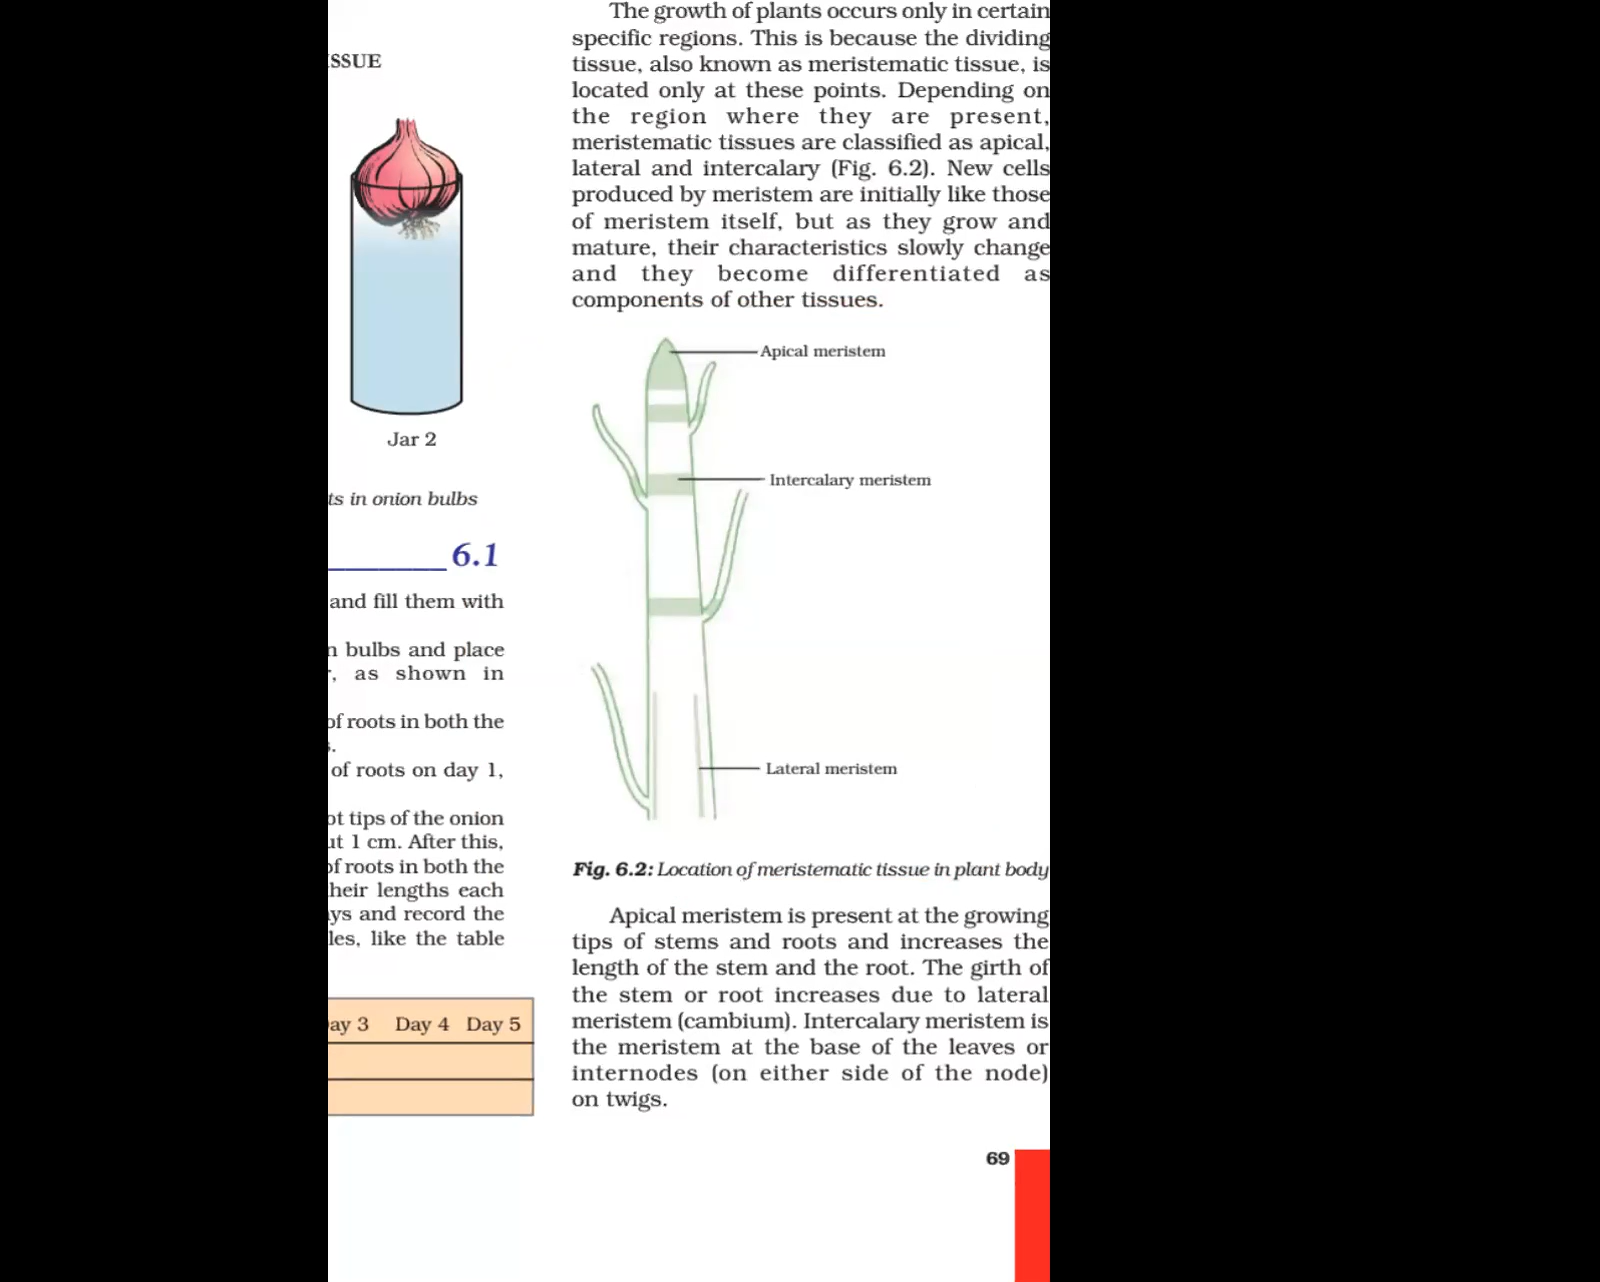 SSUE
Jar 2
ts in onion bulbs
6.1
and fill them with
bulbs and place
, as shown in
of roots in both the
of roots on day 1,
ot tips of the onion
ut 1 cm. After this,
of roots in both the
heir lengths each
ys and record the
les, like the table
ay 3 Day 4 Day 5
The growth of plants occurs only in certain
specific regions. This is because the dividing
tissue, also known as meristematic tissue, is
located only at these points. Depending on
the region where they are present,
meristematic tissues are classified as apical,
lateral and intercalary (Fig. 6.2). New cells
produced by meristem are initially like those
of meristem itself, but as they grow and
mature, their characteristics slowly change
and they become differentiated as
components of other tissues.
Apical meristem
Intercalary meristem
Lateral meristem
Fig. 6.2: Location of meristematic tissue in plant body
Apical meristem is present at the growing
tips of stems and roots and increases the
length of the stem and the root. The girth of
the stem or root increases due to lateral
meristem (cambium). Intercalary meristem is
the meristem at the base of the leaves or
internodes (on either side of the node)
on twigs.
69